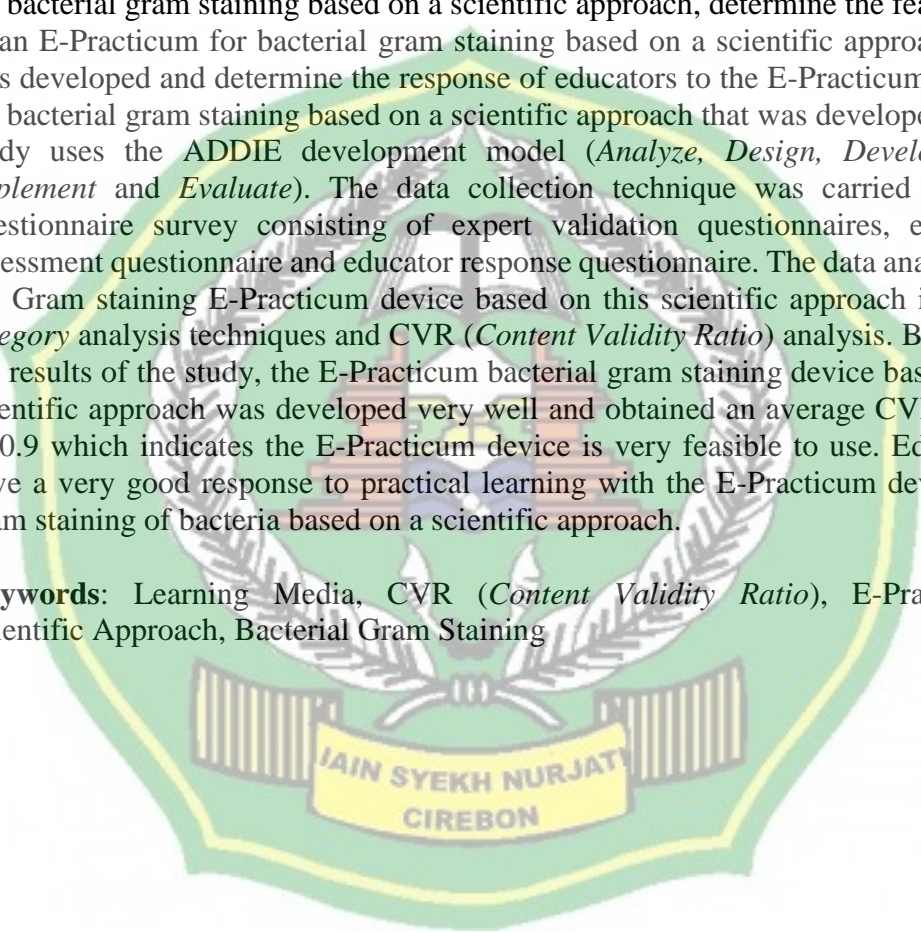 bacterial gram staining based on a scientific approach, determine the fea
an E-Practicum for bacterial gram staining based on a scientific approa
s developed and determine the response of educators to the E-Practicum
bacterial gram staining based on a scientific approach that was develope
dy uses the ADDIE development model (Analyze, Design, Develo
plement and Evaluate). The data collection technique was carried
estionnaire survey consisting of expert validation questionnaires, e
essment questionnaire and educator response questionnaire. The data ana
Gram staining E-Practicum device based on this scientific approach i
egory analysis techniques and CVR (Content Validity Ratio) analysis. B
results of the study, the E-Practicum bacterial gram staining device bas
entific approach was developed very well and obtained an average CV
0.9 which indicates the E-Practicum device is very feasible to use. Ed
ve a very good response to practical learning with the E-Practicum dev
am staining of bacteria based on a scientific approach.
ywords: Learning Media, CVR (Content Validity Ratio), E-Pra
entific Approach, Bacterial Gram Staining
IAIN SYEKH NURJATI
CIREBON